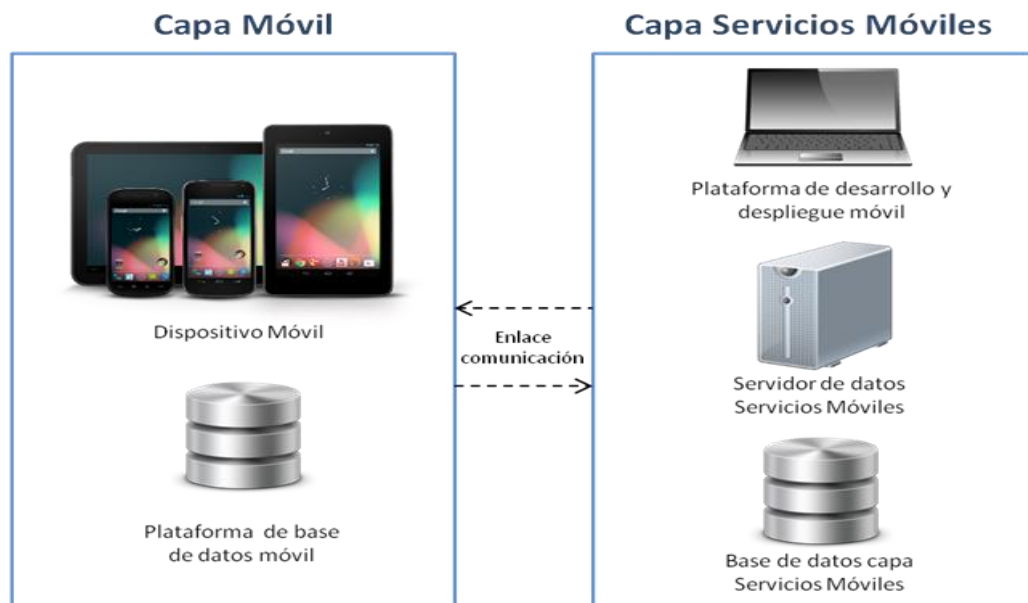 Capa Móvil
Dispositivo Móvil
Plataforma de base
de datos móvil
Enlace
comunicación
Capa Servicios Móviles
Plataforma de desarrollo y
despliegue móvil
Servidor de datos
Servicios Móviles
Base de datos capa
Servicios Móviles